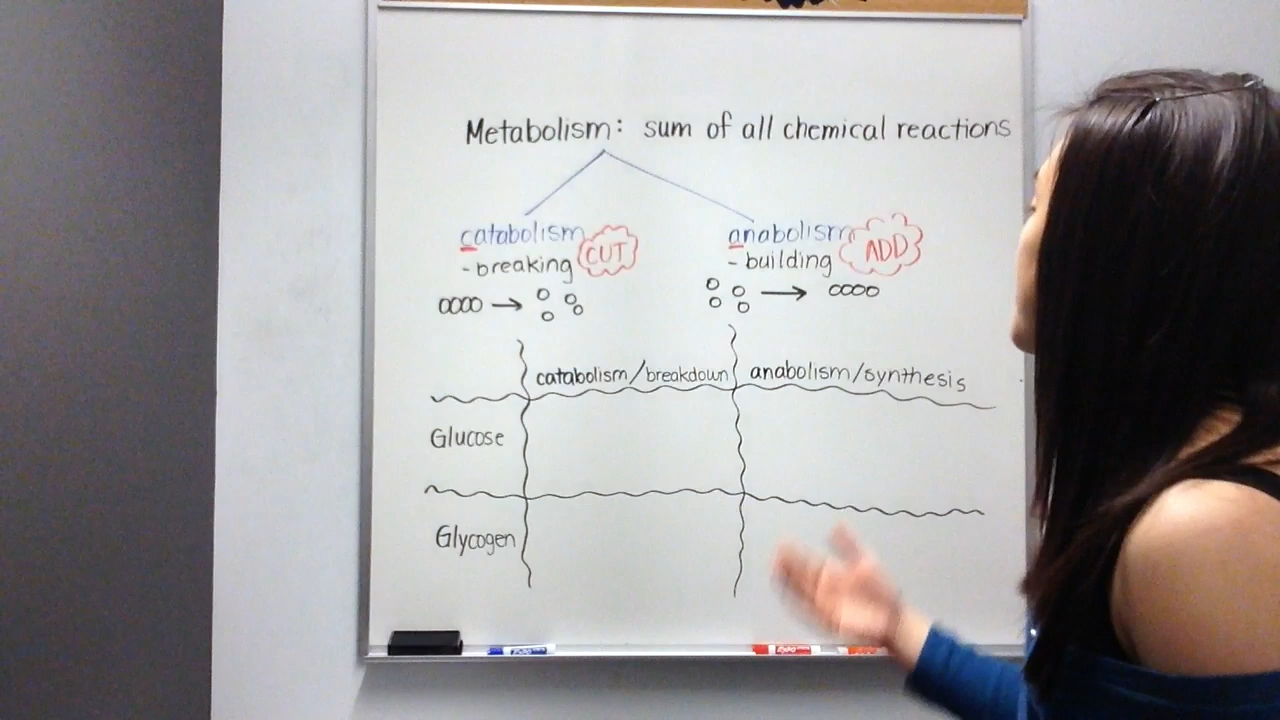 Metabolism: sum of all chemical reactions
catabolism
CUT
- breaking
anabolism
ADD
- building
catabolism/breakdown
anabolism/synthesis
Glucose
Glycogen